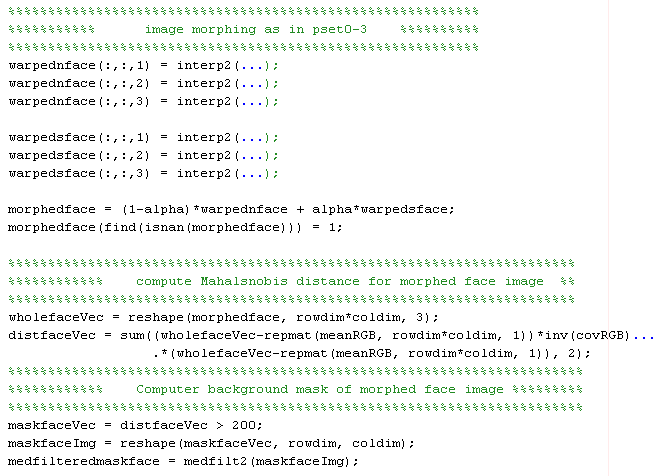 %%%%%%%%%%%%%%%%%%%%%%%%%%%%%%%%%%%%%%%%%%%%%%%%%%%%%%%%%%%
%%%%%%%%%%% image morphing as in pset0-3 %%%%%%%%%%
%%%%%%%%%%%%%%%%%%%%%%%%%%%%%%%%%%%%%%%%%%%%%%%%%%%%%%%%%%%
warpednface(:,:,1) = interp2(...);
warpednface(:,:,2) = interp2(...);
warpednface(:,:,3) = interp2(...);
warpedsface(:,:,1) = interp2(...);
warpedsface(:,:,2) = interp2(...);
warpedsface(:,:,3) = interp2(...);
morphedface = (1-alpha)*warpednface + alpha*warpedsface;
morphedface(find(isnan(morphedface))) = 1;
%%%%%%%%%%%%%%%%%%%%%%%%%%%%%%%%%%%%%%%%%%%%%%%%%%%%%%%%%%%%%%%%%%%%%%%
%%%%%%%%%%%% compute Mahalsnobis distance for morphed face image %%
%%%%%%%%%%%%%%%%%%%%%%%%%%%%%%%%%%%%%%%%%%%%%%%%%%%%%%%%%%%%%%%%%%%%%%%
wholefaceVec = reshape(morphedface, rowdim*coldim, 3);
distfaceVec = sum((wholefaceVec-repmat(meanRGB, rowdim*coldim, 1))*inv(covRGB)...
.*(wholefaceVec-repmat(meanRGB, rowdim*coldim, 1)), 2);
%%%%%%%%%%%%%%%%%%%%%%%%%%%%%%%%%%%%%%%%%%%%%%%%%%%%%%%%%%%%%%%%%%%%%%%%
%%%%%%%%%%%% Computer background mask of morphed face image %%%%%%%%%
%%%%%%%%%%%%%%%%%%%%%%%%%%%%%%%%%%%%%%%%%%%%%%%%%%%%%%%%%%%%%%%%%%%%%%%%
maskfaceVec = distfaceVec > 200;
maskfaceImg = reshape(maskfaceVec, rowdim, coldim);
medfilteredmaskface = medfilt2(maskfaceImg);